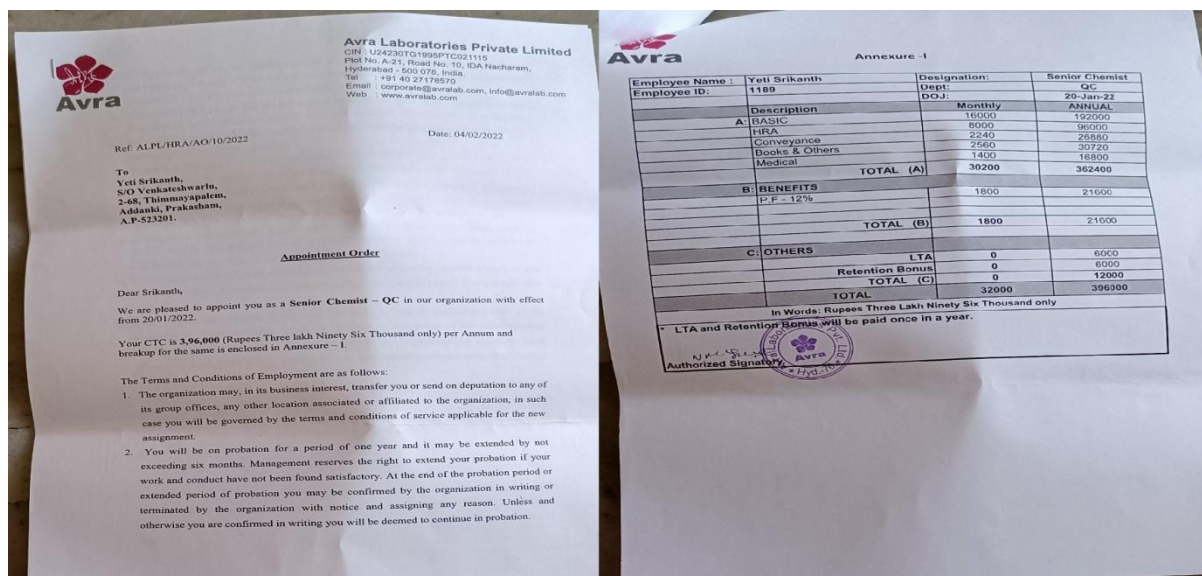 Avra
Avra Laboratories Private Limited
CIN : U24230TG1995PTC021115
Plot No. A-21, Road No. 10, IDA Nacharam,
Hyderabad - 500 076, India.
Tel : +91 40 27178570
Email : corporate@avralab.com, info@avralab.com
Web : www.avralab.com
Ref: ALPL/HRA/AO/10/2022
Date: 04/02/2022
To
Yeti Srikanth,
S/O Venkateshwarlu,
2-68, Thimmayapalem,
Addanki, Prakasham,
A.P-523201.
Appointment Order
Dear Srikanth,
We are pleased to appoint you as a Senior Chemist – QC in our organization with effect
from 20/01/2022.
Your CTC is 3,96,000 (Rupees Three lakh Ninety Six Thousand only) per Annum and
breakup for the same is enclosed in Annexure – I.
The Terms and Conditions of Employment are as follows:
1. The organization may, in its business interest, transfer you or send on deputation to any of
its group offices, any other location associated or affiliated to the organization, in such
case you will be governed by the terms and conditions of service applicable for the new
assignment.
2. You will be on probation for a period of one year and it may be extended by not
exceeding six months. Management reserves the right to extend your probation if your
work and conduct have not been found satisfactory. At the end of the probation period or
extended period of probation you may be confirmed by the organization in writing or
terminated by the organization with notice and assigning any reason. Unless and
otherwise you are confirmed in writing you will be deemed to continue in probation.
Avra
Annexure -I
Employee Name : Yeti Srikanth Designation: Senior Chemist
Employee ID: 1189 Dept: QC
DOJ: 20-Jan-22
Description Monthly ANNUAL
A: BASIC 16000 192000
HRA 8000 96000
Conveyance 2240 26880
Books & Others 2560 30720
Medical 1400 16800
TOTAL (A) 30200 362400
B: BENEFITS
P.F - 12% 1800 21600
TOTAL (B) 1800 21600
C: OTHERS
LTA 0 6000
Retention Bonus 0 6000
TOTAL (C) 0 12000
TOTAL 32000 396000
In Words: Rupees Three Lakh Ninety Six Thousand only
* LTA and Retention Bonus will be paid once in a year.
Avra
Authorized Signatory